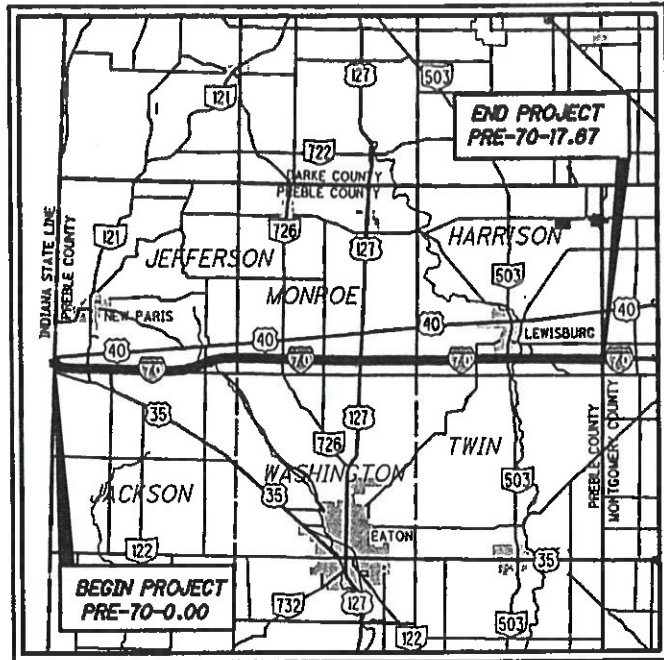 127
503
121
END PROJECT
PRE-70-17.67
722
DARKE COUNTY
PREBLE COUNTY
INDIANA STATE LINE
PREBLE COUNTY
121
726
127
JEFFERSON
HARRISON
MONROE
503
NEW PARIS
40
40
40
40
LEWISBURG
70
70
70
70
35
127
726
TWIN
WASHINGTON
35
503
PREBLE COUNTY
MONTGOMERY COUNTY
JACKSON
EATON
122
35
BEGIN PROJECT
PRE-70-0.00
732
127
122
503